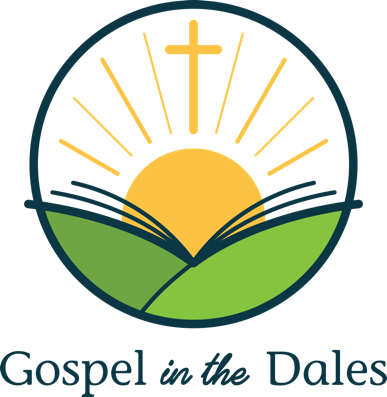 Gospel in the Dales